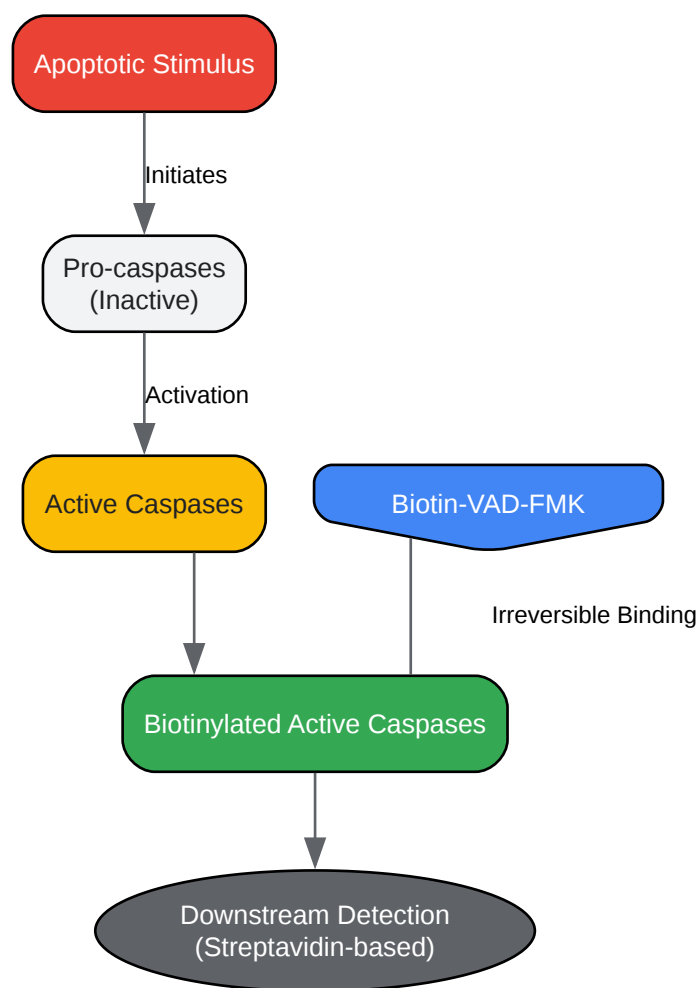 Apoptotic Stimulus
Initiates
Pro-caspases
(Inactive)
Activation
Active Caspases
Biotin-VAD-FMK
Irreversible Binding
Biotinylated Active Caspases
Downstream Detection
(Streptavidin-based)